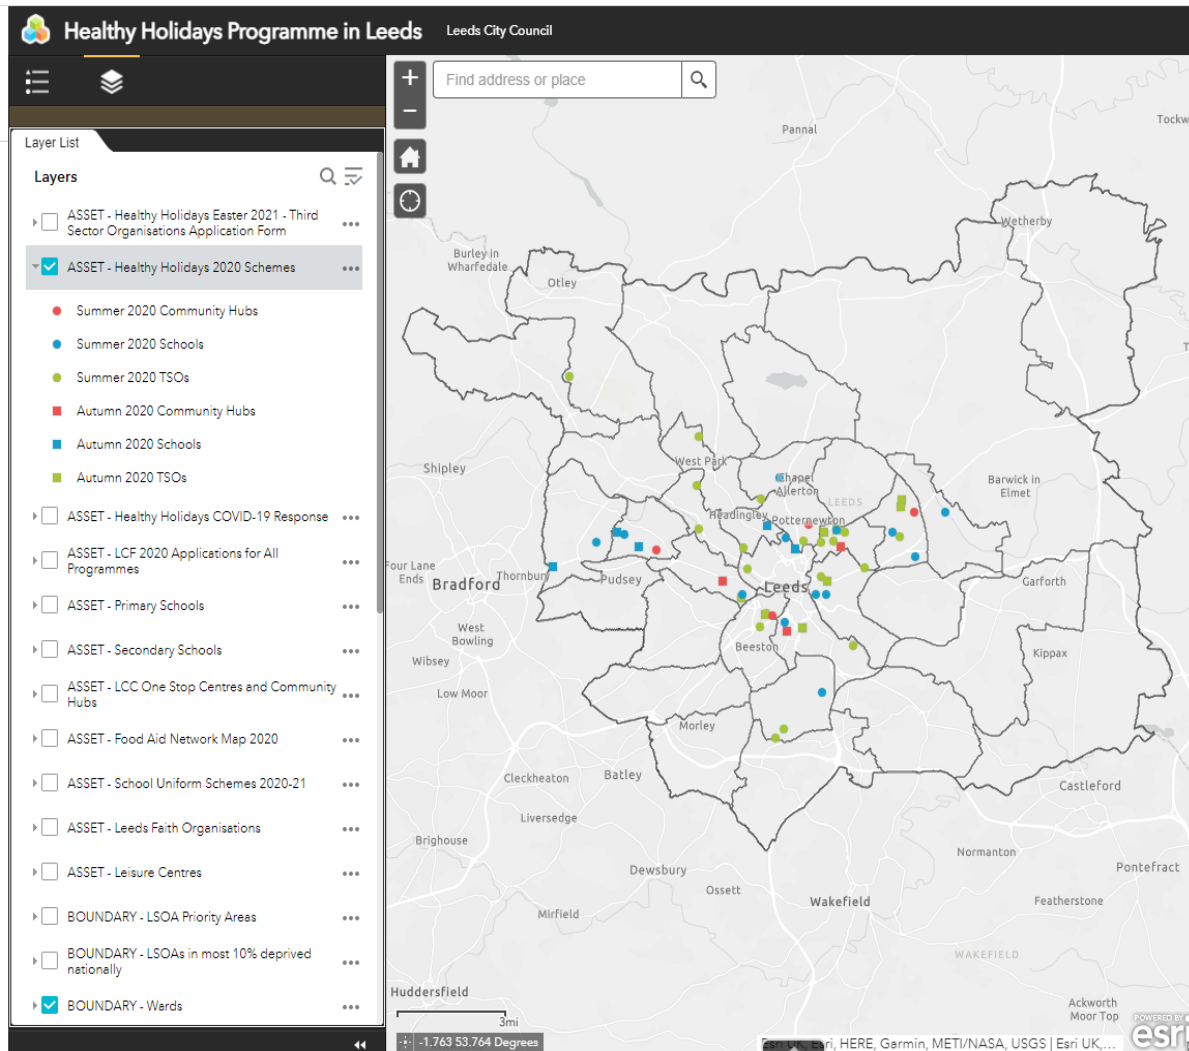 Healthy Holidays Programme in Leeds
Leeds City Council
Layer List
Layers
ASSET - Healthy Holidays Easter 2021 - Third
Sector Organisations Application Form
ASSET - Healthy Holidays 2020 Schemes
Summer 2020 Community Hubs
Summer 2020 Schools
Summer 2020 TSOs
Autumn 2020 Community Hubs
Autumn 2020 Schools
Autumn 2020 TSOs
ASSET - Healthy Holidays COVID-19 Response
ASSET - LCF 2020 Applications for All
Programmes
ASSET - Primary Schools
ASSET - Secondary Schools
ASSET - LCC One Stop Centres and Community
Hubs
ASSET - Food Aid Network Map 2020
ASSET - School Uniform Schemes 2020-21
ASSET - Leeds Faith Organisations
ASSET - Leisure Centres
BOUNDARY - LSOA Priority Areas
BOUNDARY - LSOAs in most 10% deprived
nationally
BOUNDARY - Wards
+
−
Find address or place
Pannal
Tockw
Wetherby
Burley in
Wharfedale
Otley
Shipley
West Park
Chapel
Allerton
LEEDS
Barwick in
Elmet
Headingley
Potternewton
Four Lane
Ends
Bradford
Thornbury
Pudsey
Leeds
Garforth
West
Bowling
Beeston
Wibsey
Kippax
Low Moor
Morley
Cleckheaton
Batley
Castleford
Liversedge
Brighouse
Normanton
Dewsbury
Pontefract
Ossett
Wakefield
Featherstone
Mirfield
WAKEFIELD
Huddersfield
Ackworth
Moor Top
3mi
-1.763 53.764 Degrees
Esri UK, Esri, HERE, Garmin, METI/NASA, USGS | Esri UK,...
POWERED BY
esri